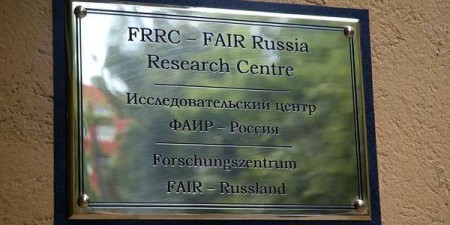 FRRC – FAIR Russia
Research Centre
Исследовательский центр
ФАИР – Россия
Forschungszentrum
FAIR – Russland